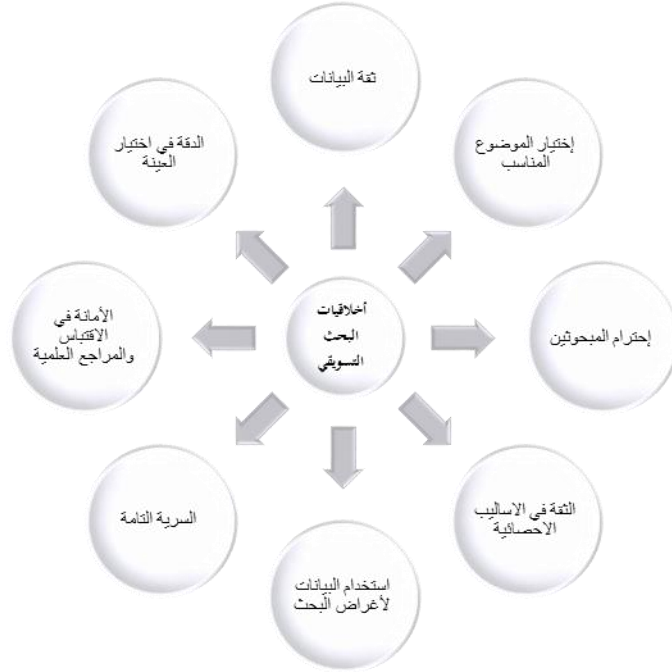 ثقة البيانات
إختيار الموضوع
المناسب
إحترام المبحوثين
الثقة في الاساليب
الاحصائية
استخدام البيانات
لأغراض البحث
السرية التامة
الأمانة في
الاقتباس
والمراجع العلمية
الدقة في اختيار
العينة
أخلاقيات
البحث
التسويقي